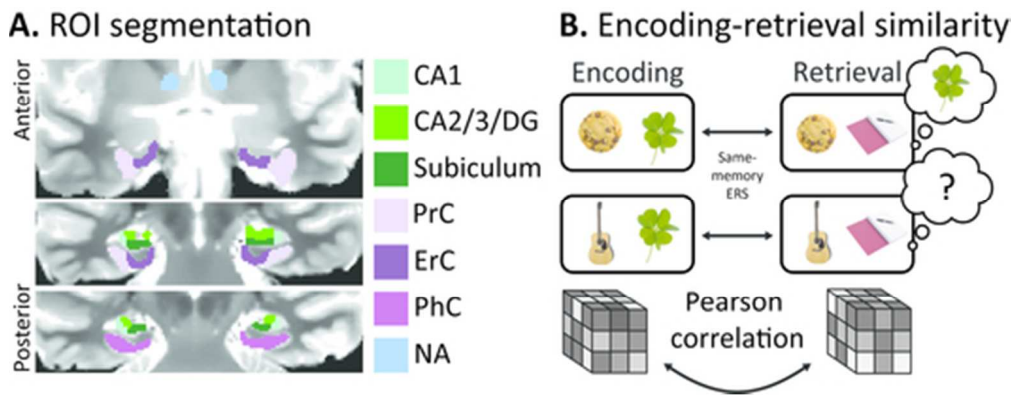 A. ROI segmentation
Anterior
Posterior
CA1
CA2/3/DG
Subiculum
PrC
ErC
PhC
NA
B. Encoding-retrieval similarity
Encoding
Retrieval
Same-
memory
ERS
?
Pearson
correlation